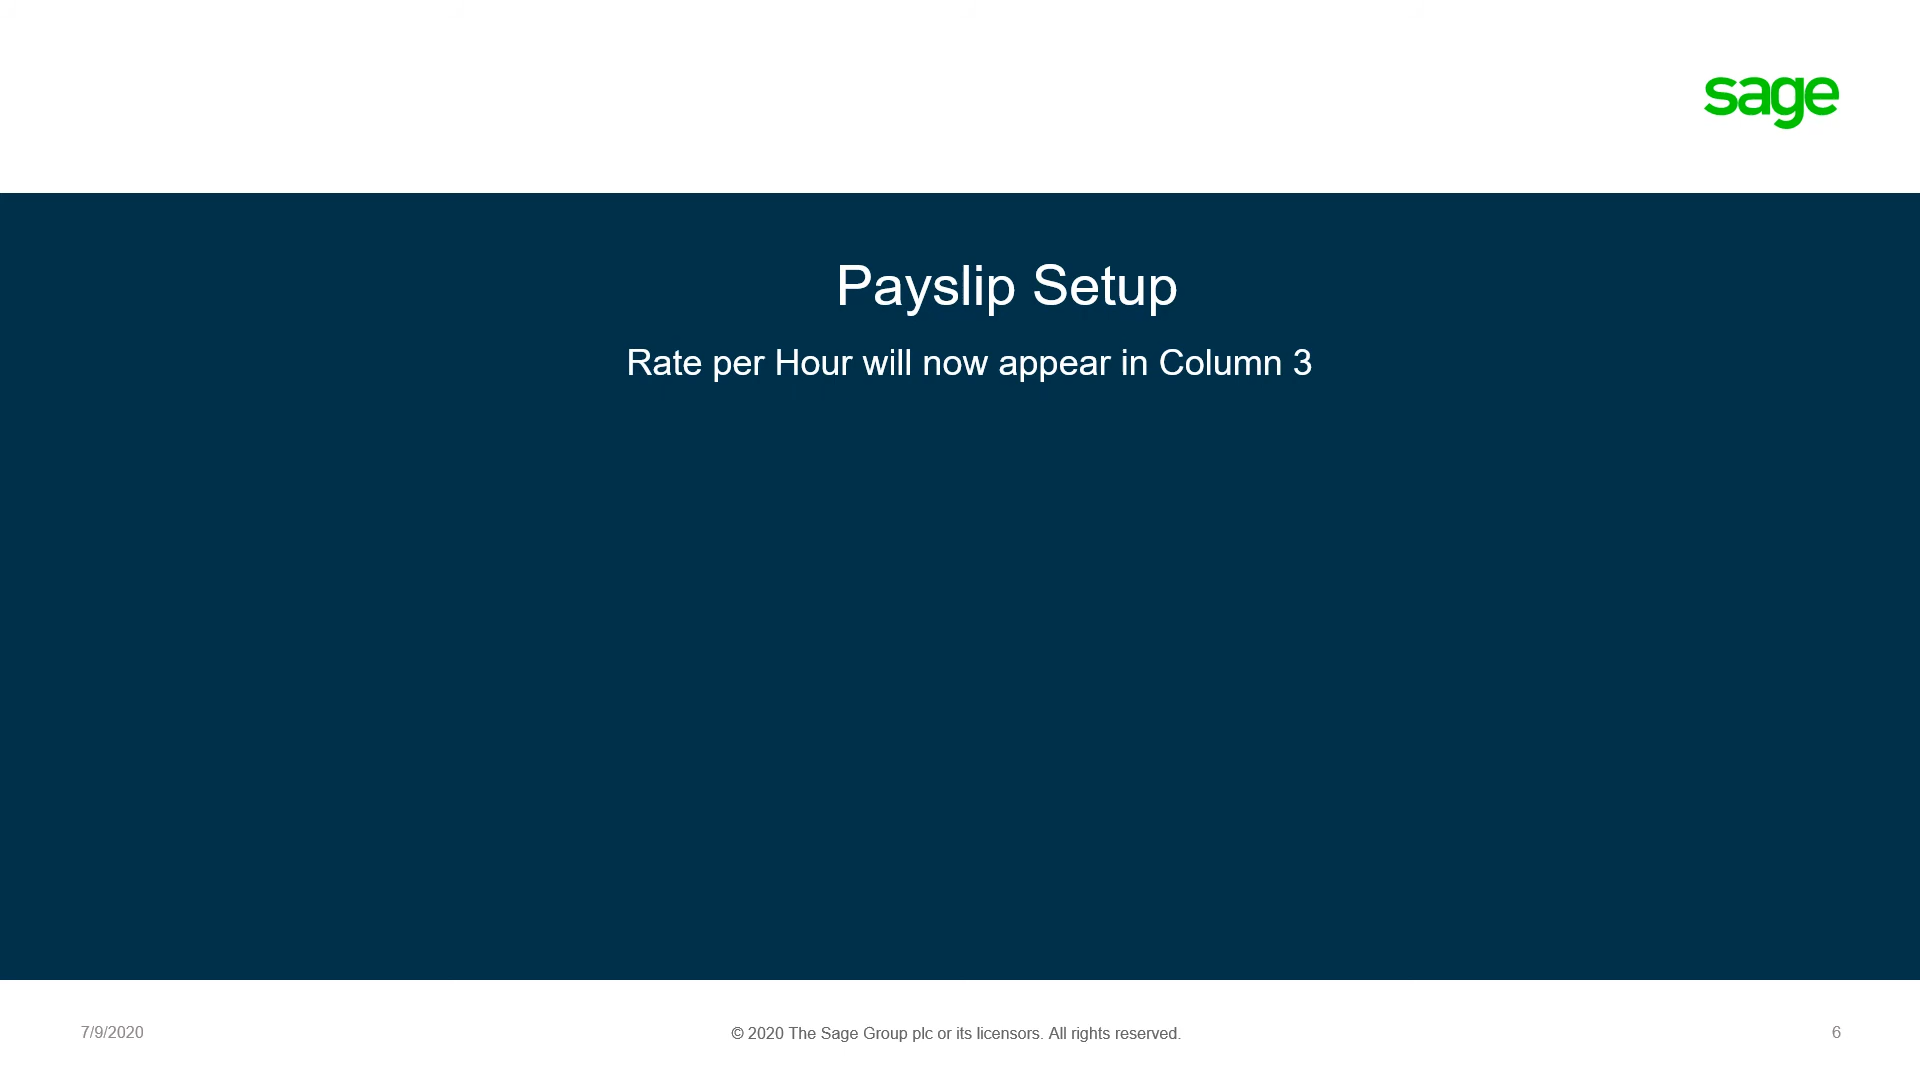 sage
Payslip Setup
Rate per Hour will now appear in Column 3
7/9/2020
© 2020 The Sage Group plc or its licensors. All rights reserved.
6